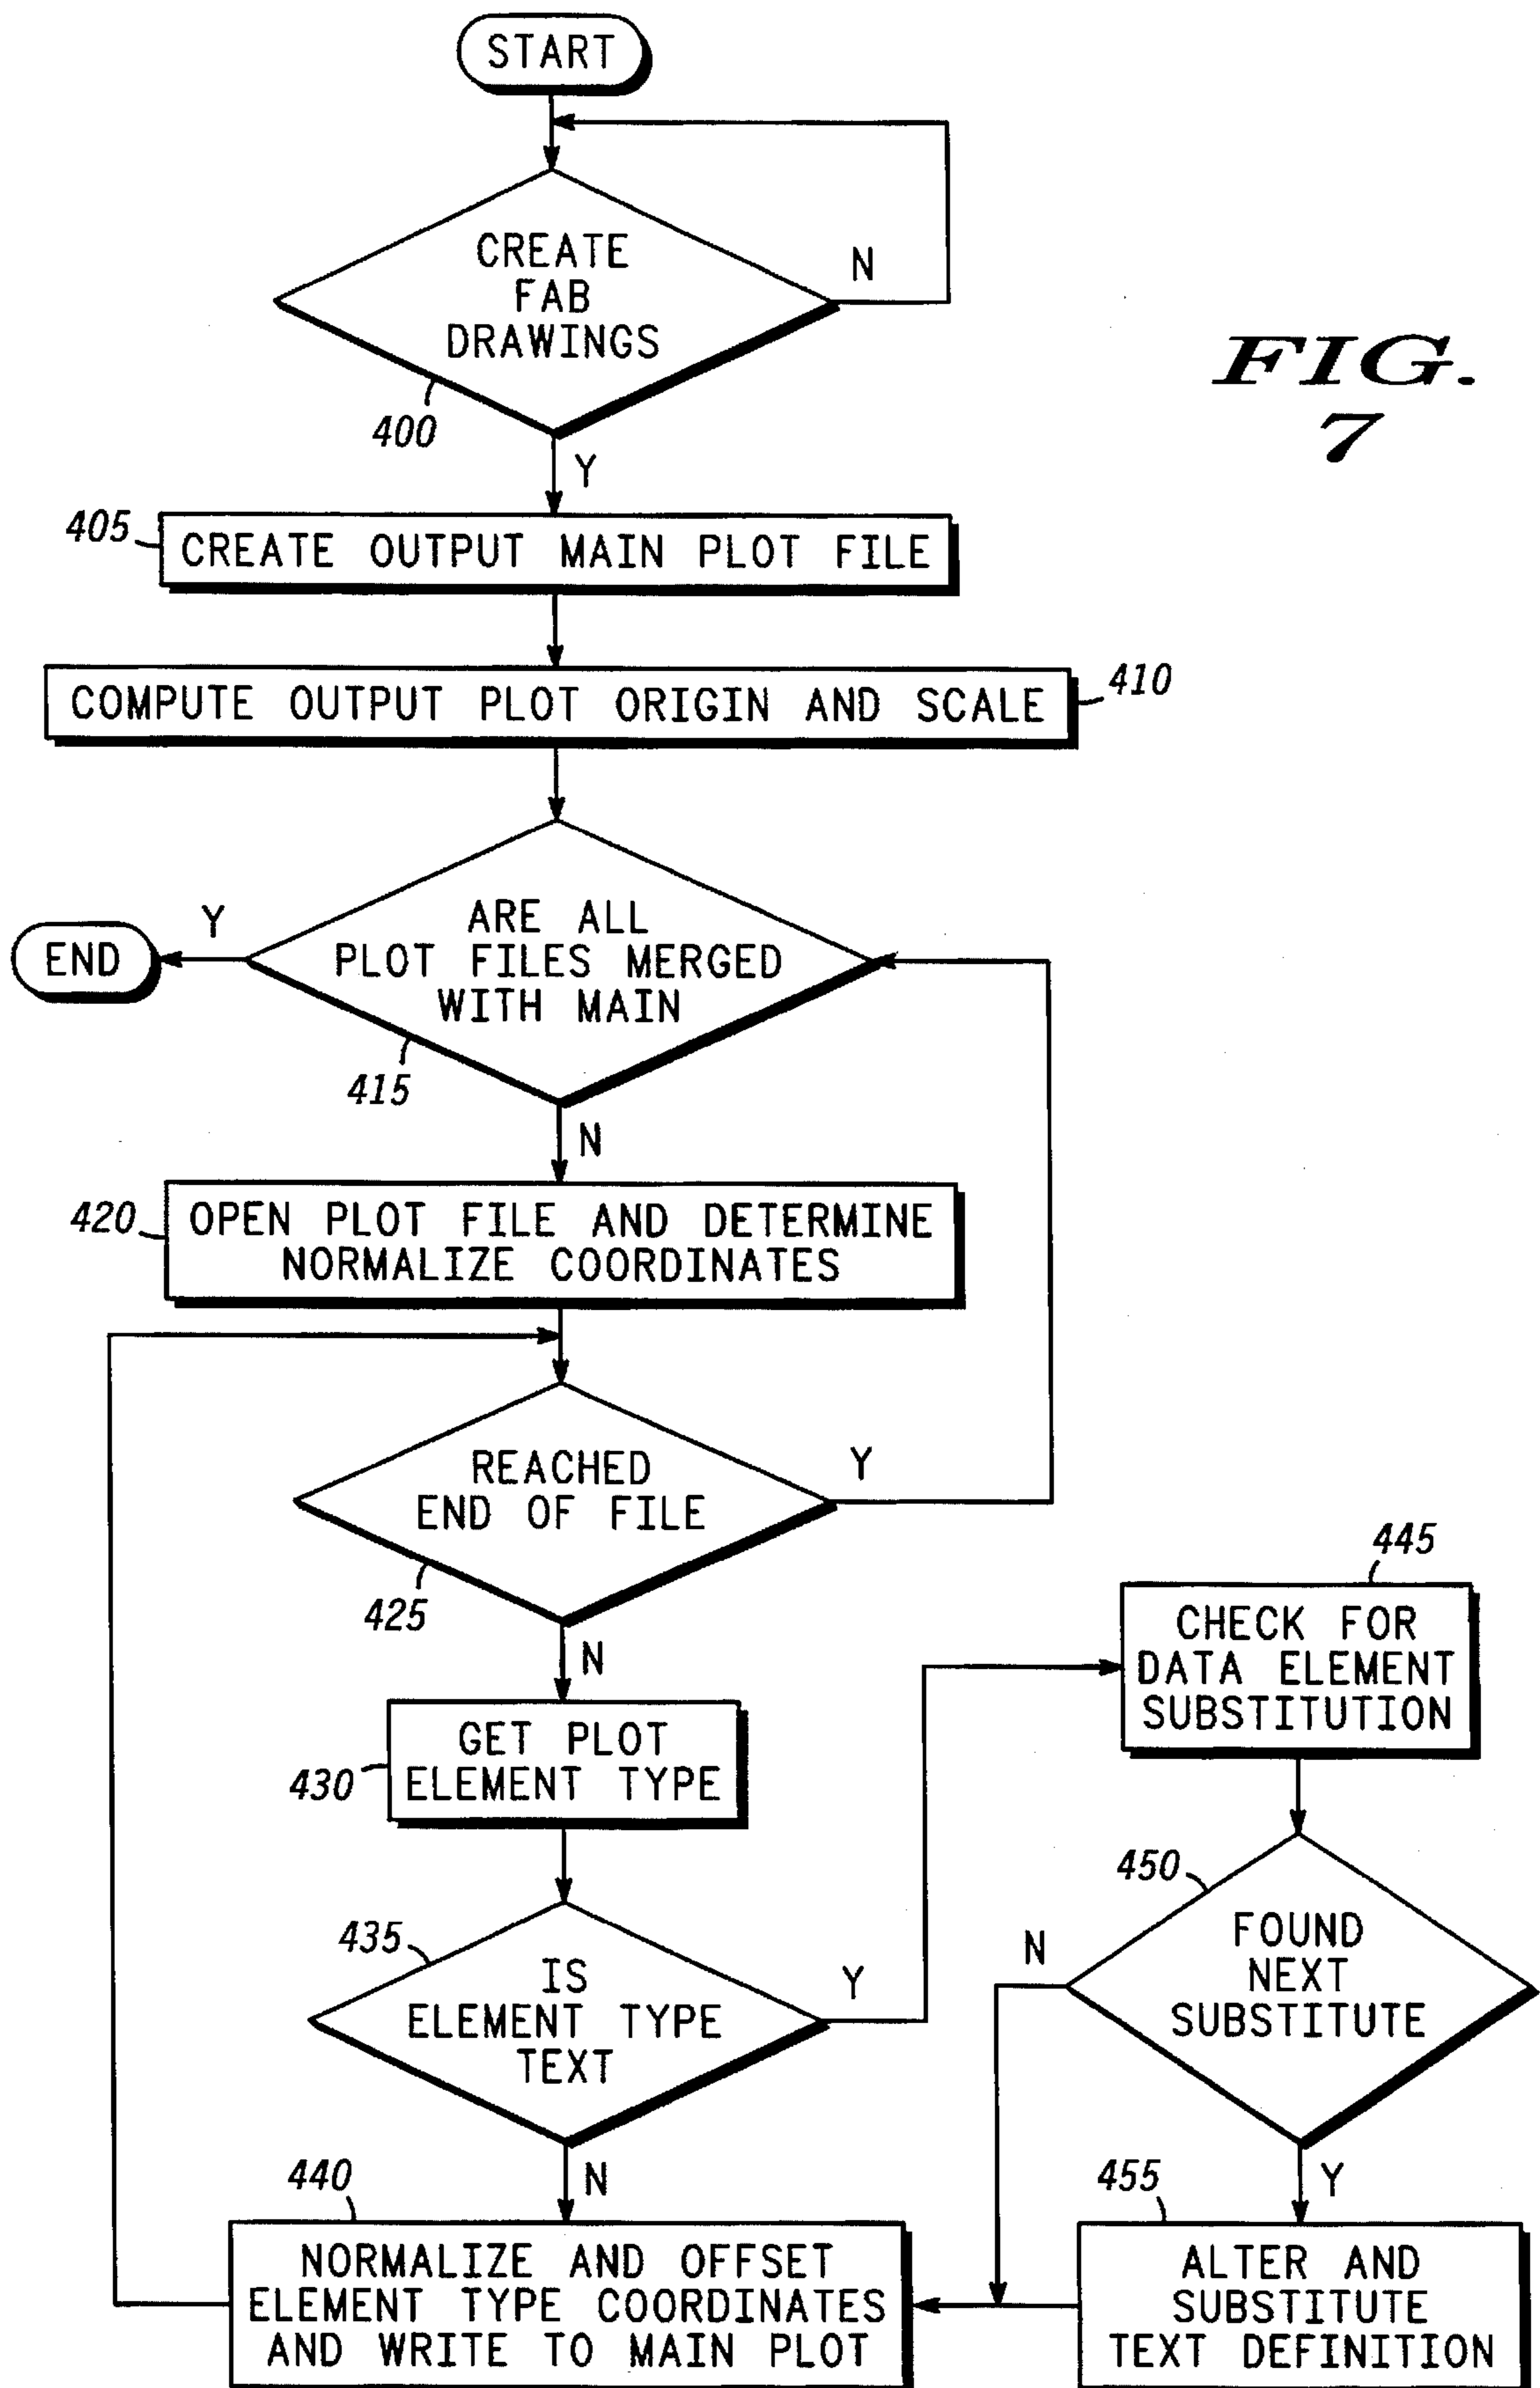 START
CREATE
FAB
DRAWINGS
N
400
Y
FIG.
7
405
CREATE OUTPUT MAIN PLOT FILE
COMPUTE OUTPUT PLOT ORIGIN AND SCALE
410
ARE ALL
PLOT FILES MERGED
WITH MAIN
Y
END
415
N
420
OPEN PLOT FILE AND DETERMINE
NORMALIZE COORDINATES
REACHED
END OF FILE
Y
425
N
GET PLOT
ELEMENT TYPE
430
435
IS
ELEMENT TYPE
TEXT
Y
N
445
CHECK FOR
DATA ELEMENT
SUBSTITUTION
450
FOUND
NEXT
SUBSTITUTE
N
Y
440
NORMALIZE AND OFFSET
ELEMENT TYPE COORDINATES
AND WRITE TO MAIN PLOT
455
ALTER AND
SUBSTITUTE
TEXT DEFINITION